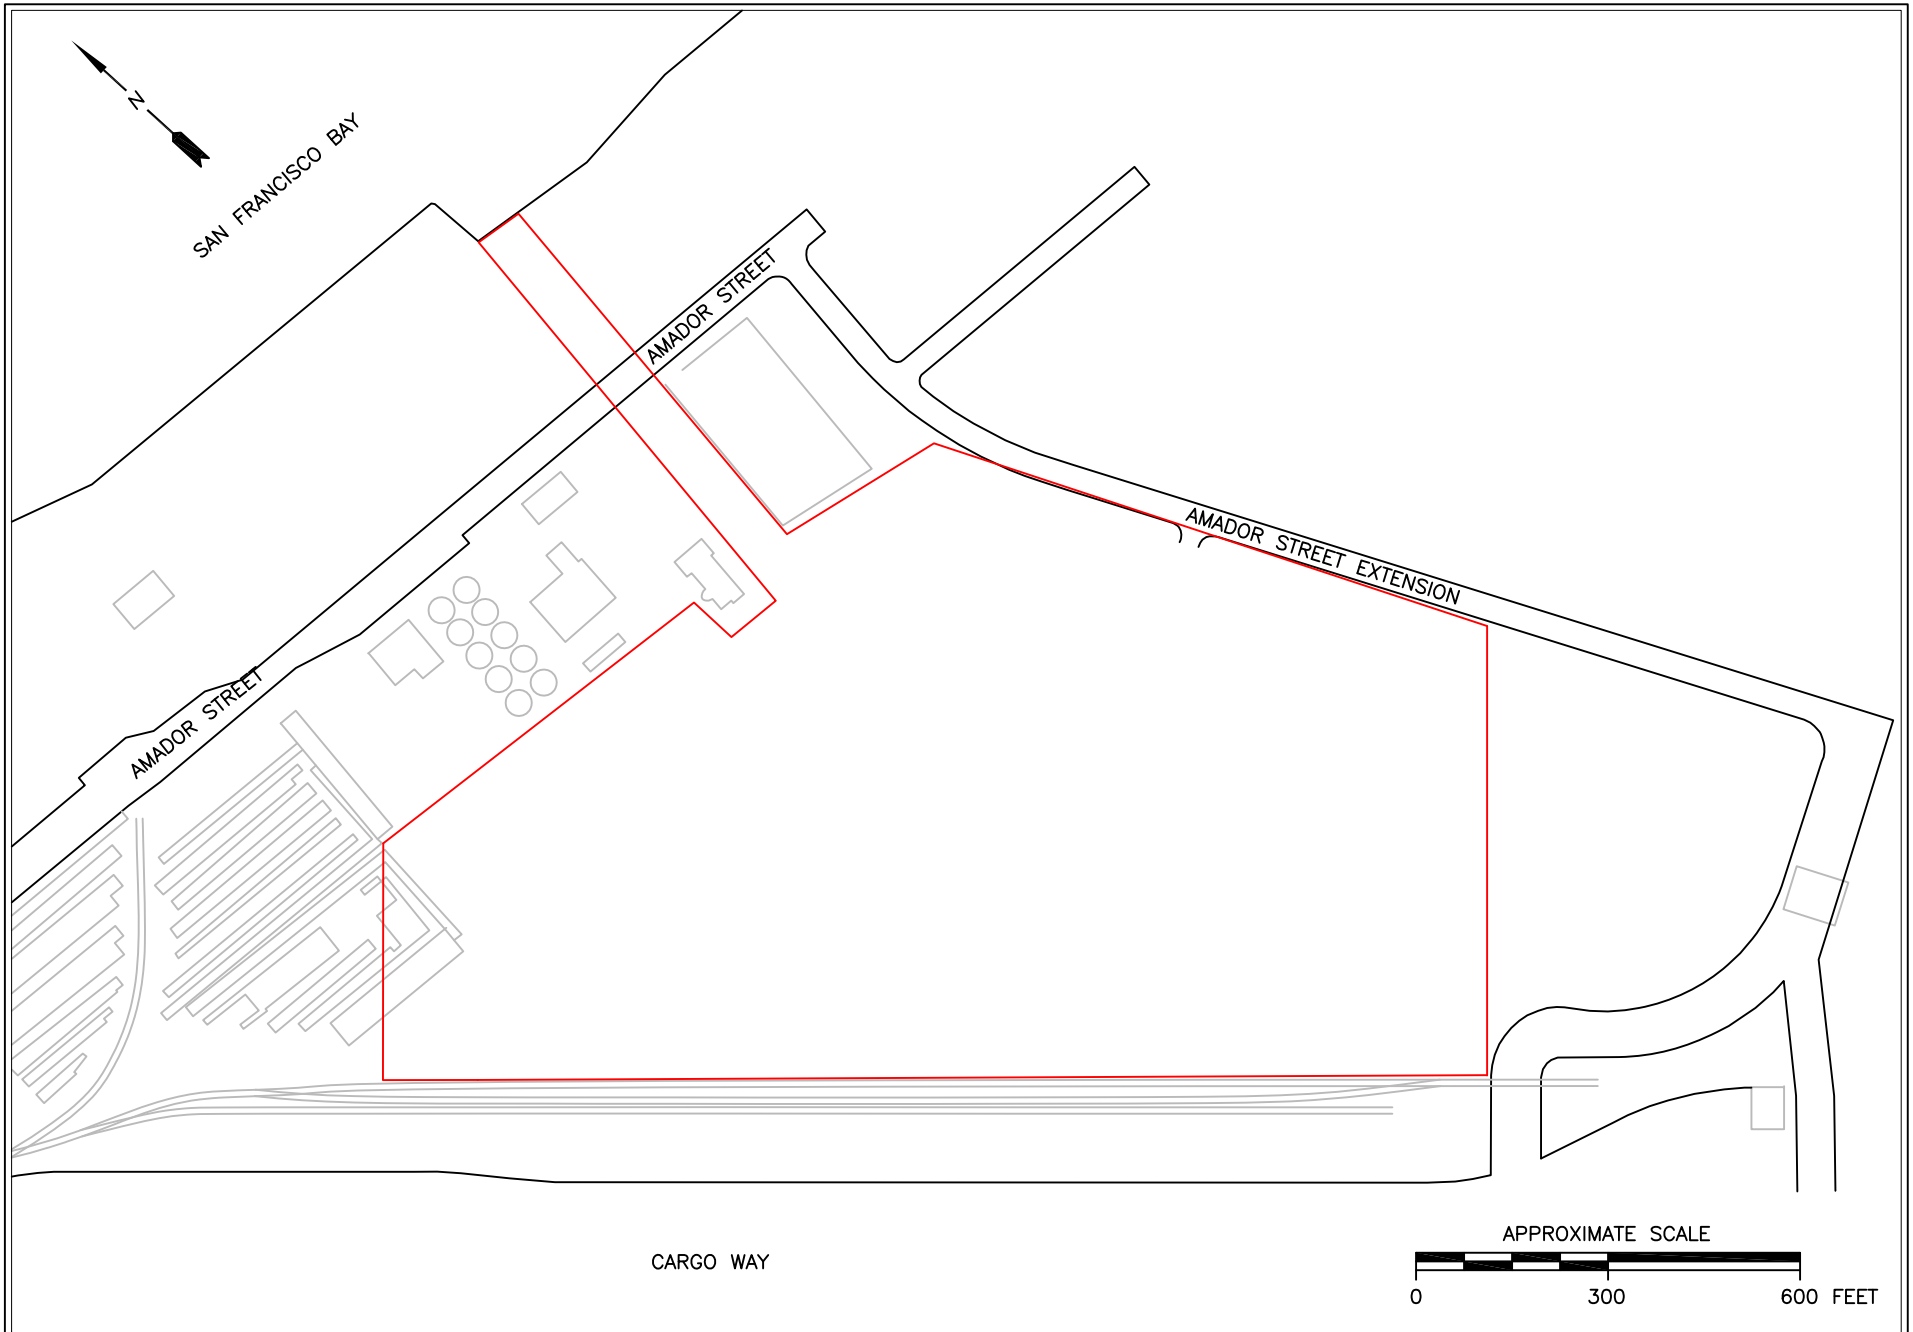 N
SAN FRANCISCO BAY
AMADOR STREET
AMADOR STREET EXTENSION
AMADOR STREET
APPROXIMATE SCALE
CARGO WAY
0 300 600 FEET